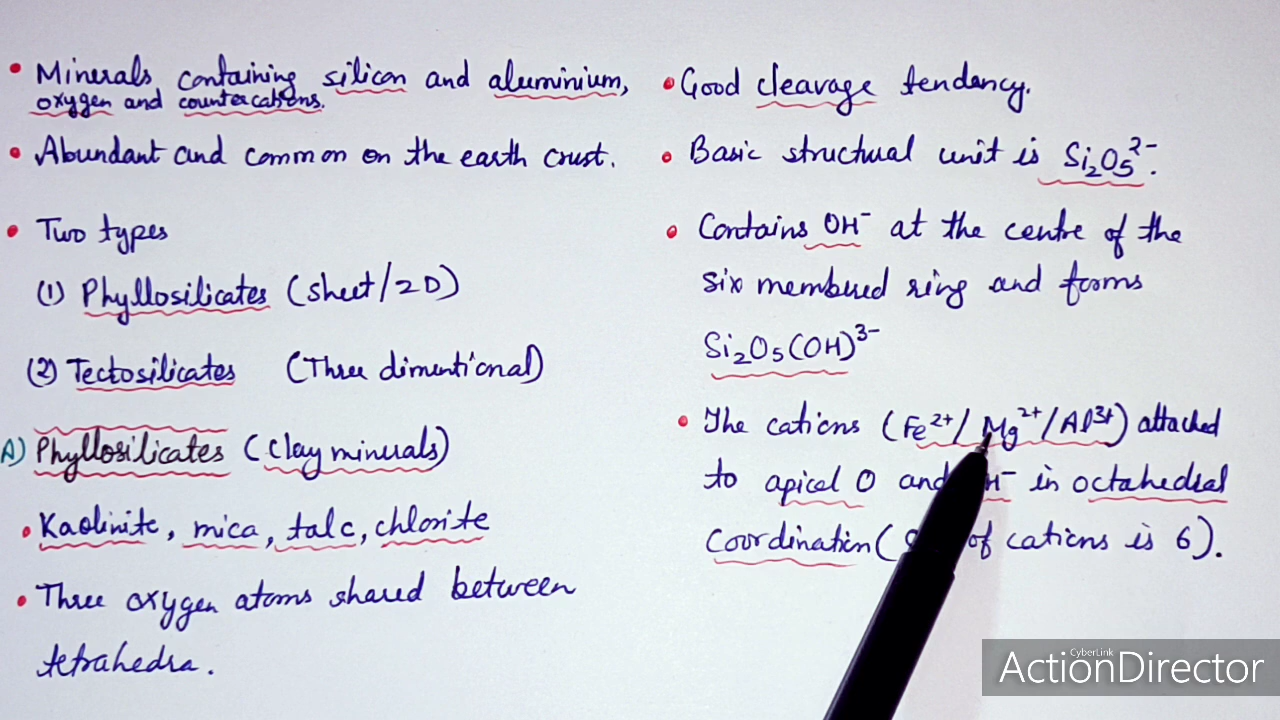 • Minerals containing silicon and aluminium,
oxygen and countercations.
• Abundant and common on the earth crust.
• Two types
(1) Phyllosilicates (sheet/2D)
(2) Tectosilicates (Three dimentional)
A) Phyllosilicates (Clay minerals)
• Kaolinite, mica, talc, chlorite
• Three oxygen atoms shared between
tetrahedra.
• Good cleavage tendency.
• Basic structural unit is Si₂O₅²⁻.
• Contains OH⁻ at the centre of the
six membered ring and forms
Si₂O₅(OH)³⁻
• The cations (Fe²⁺/Mg²⁺/Al³⁺) attached
to apical O and H⁻ in octahedral
coordination ( of cations is 6).
CyberLink
ActionDirector